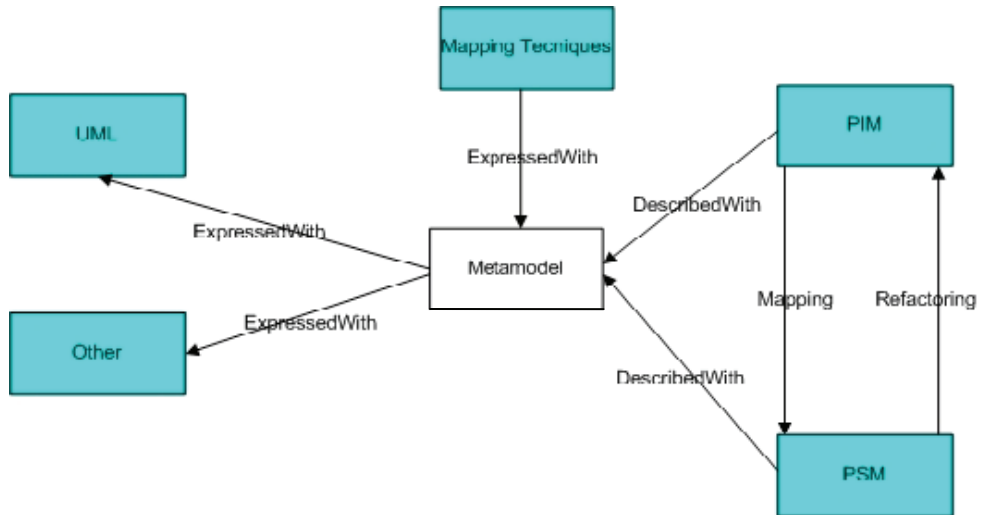 Mapping Tecniques
UML
PIM
ExpressedWith
DescribedWith
ExpressedWith
Metamodel
Mapping
Refactoring
ExpressedWith
Other
DescribedWith
PSM